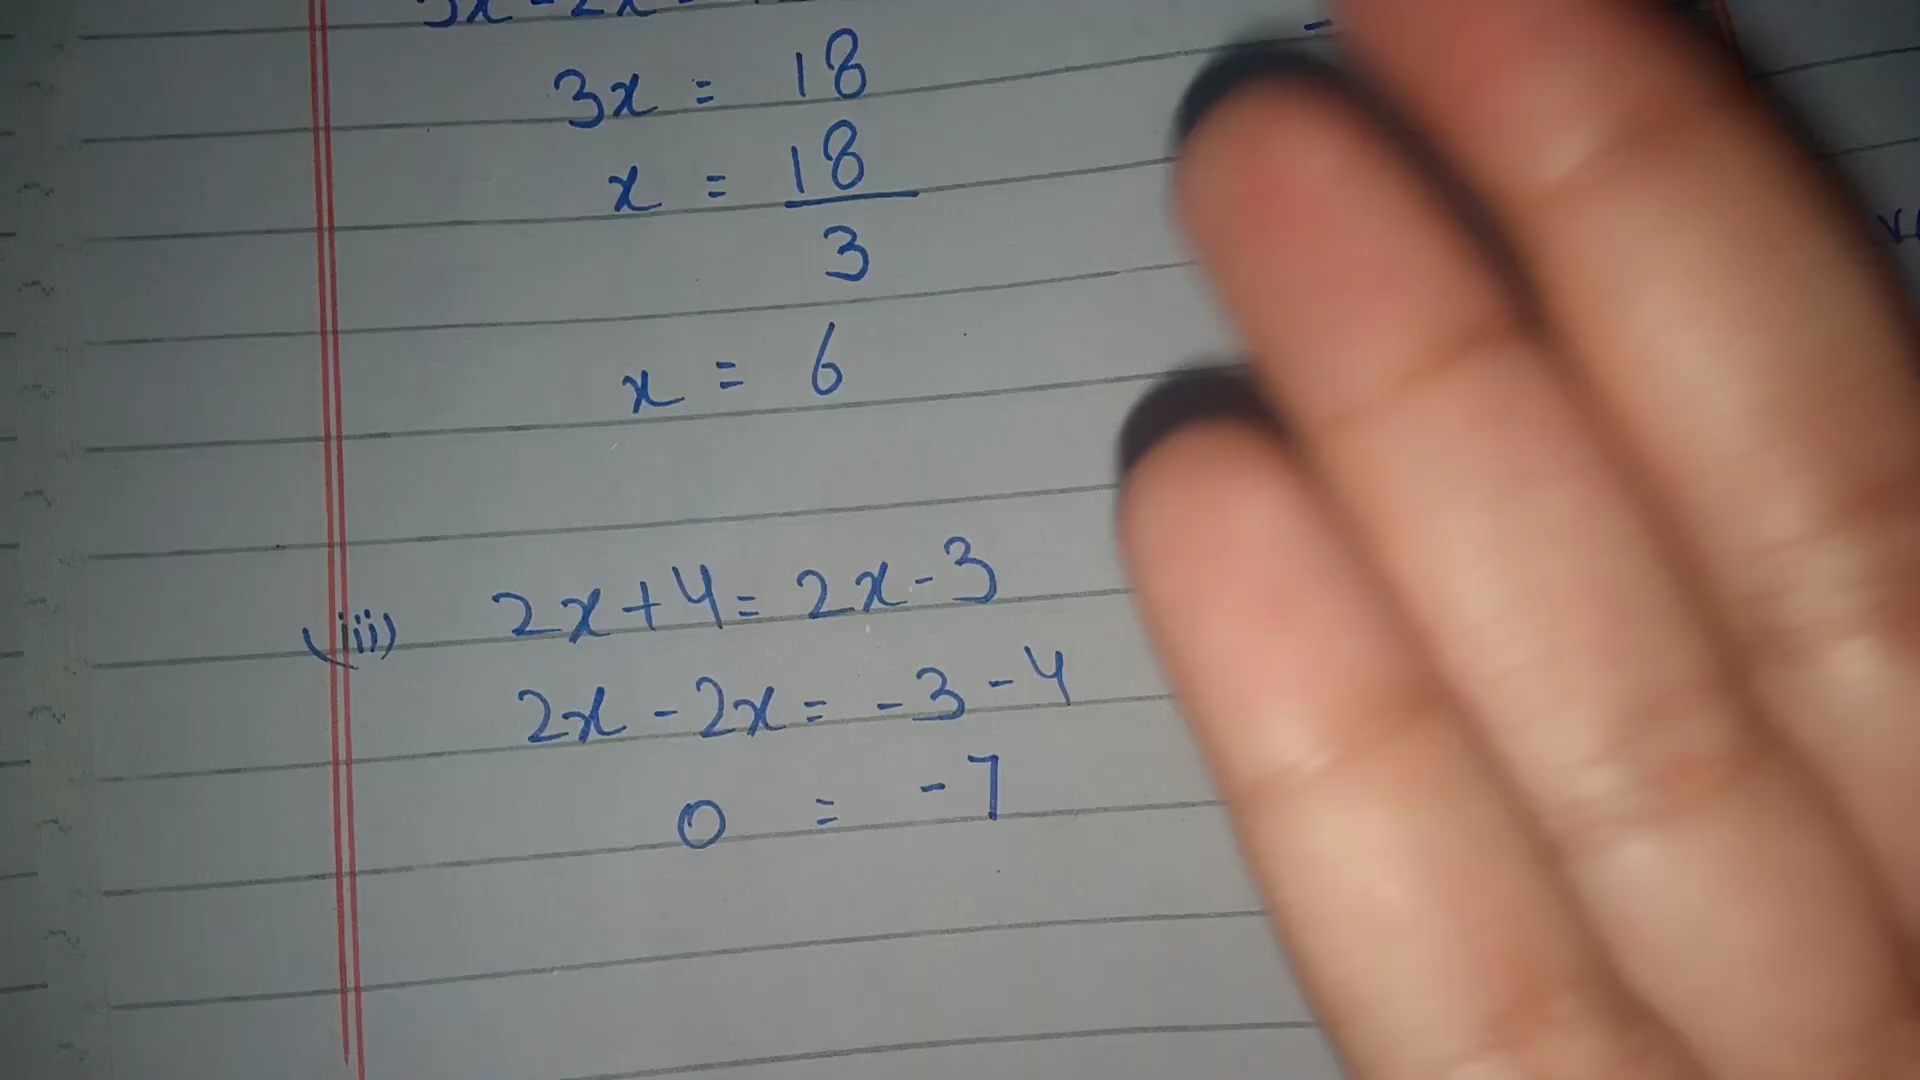 3x = 18
x = 18
3
x = 6
(iii) 2x + 4 = 2x - 3
2x - 2x = -3 - 4
0 = -7